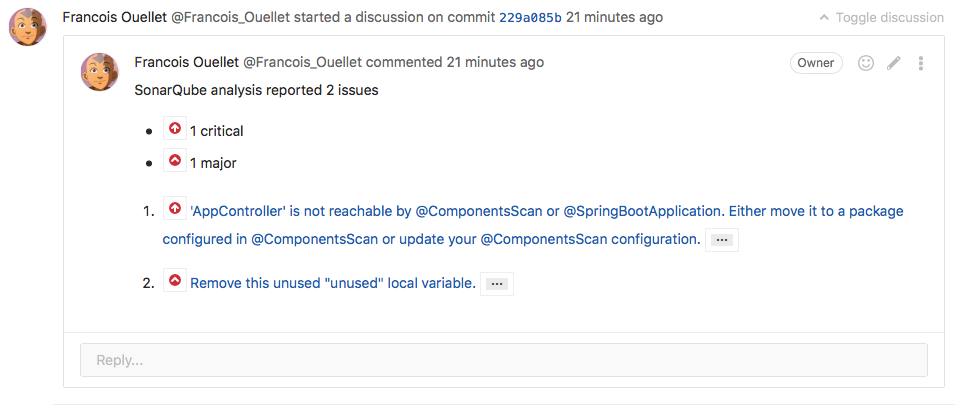 Francois Ouellet @Francois_Ouellet started a discussion on commit 229a085b 21 minutes ago
Toggle discussion
Francois Ouellet @Francois_Ouellet commented 21 minutes ago
Owner
SonarQube analysis reported 2 issues
1 critical
1 major
1. 'AppController' is not reachable by @ComponentsScan or @SpringBootApplication. Either move it to a package
configured in @ComponentsScan or update your @ComponentsScan configuration. ...
2. Remove this unused "unused" local variable. ...
Reply...